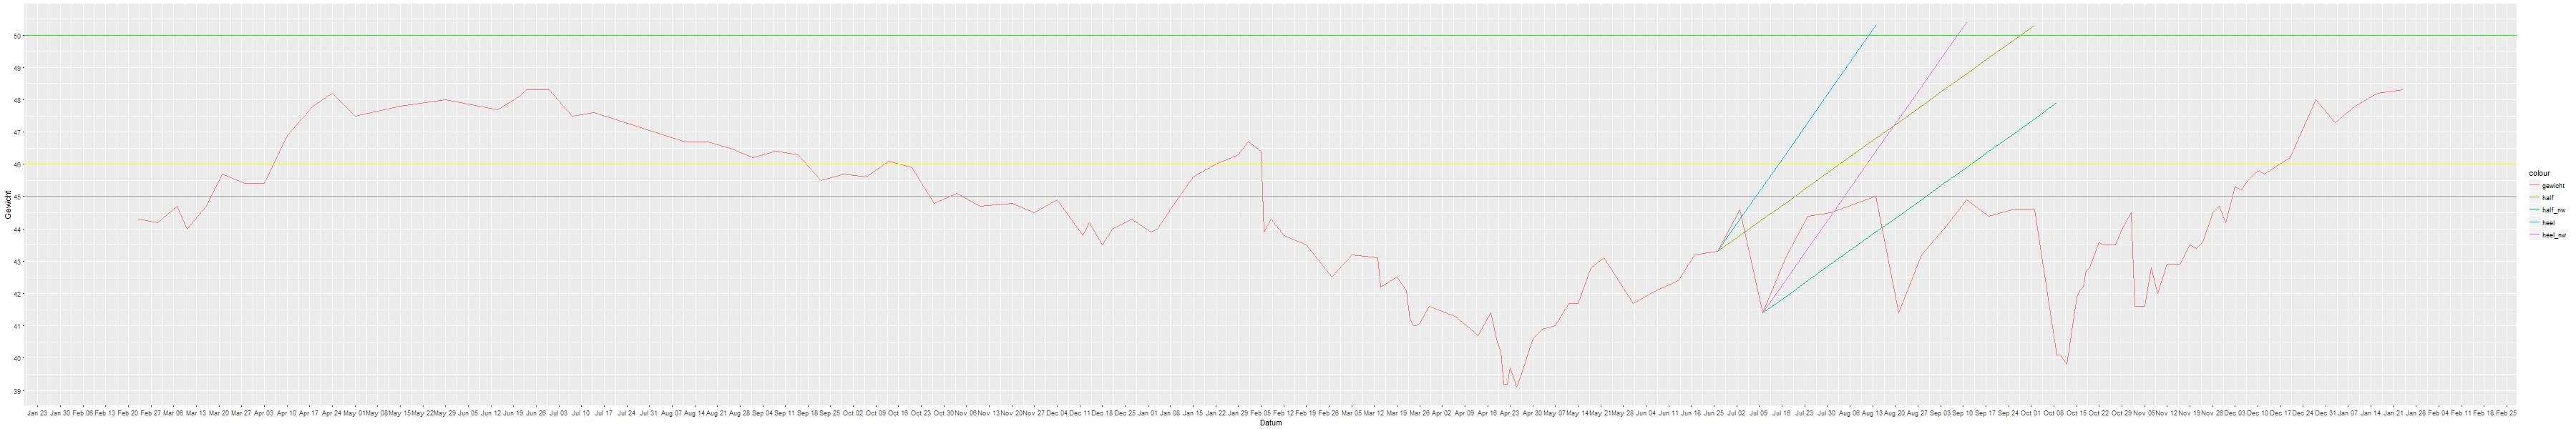 50
49
48
47
46
45
44
43
42
41
40
39
Gewicht
Jan 23 Jan 30 Feb 06 Feb 13 Feb 20 Feb 27 Mar 06 Mar 13 Mar 20 Mar 27 Apr 03 Apr 10 Apr 17 Apr 24 May 01 May 08 May 15 May 22 May 29 Jun 05 Jun 12 Jun 19 Jun 26 Jul 03 Jul 10 Jul 17 Jul 24 Jul 31 Aug 07 Aug 14 Aug 21 Aug 28 Sep 04 Sep 11 Sep 18 Sep 25 Oct 02 Oct 09 Oct 16 Oct 23 Oct 30 Nov 06 Nov 13 Nov 20 Nov 27 Dec 04 Dec 11 Dec 18 Dec 25 Jan 01 Jan 08 Jan 15 Jan 22 Jan 29 Feb 05 Feb 12 Feb 19 Feb 26 Mar 05 Mar 12 Mar 19 Mar 26 Apr 02 Apr 09 Apr 16 Apr 23 Apr 30 May 07 May 14 May 21 May 28 Jun 04 Jun 11 Jun 18 Jun 25 Jul 02 Jul 09 Jul 16 Jul 23 Jul 30 Aug 06 Aug 13 Aug 20 Aug 27 Sep 03 Sep 10 Sep 17 Sep 24 Oct 01 Oct 08 Oct 15 Oct 22 Oct 29 Nov 05 Nov 12 Nov 19 Nov 26 Dec 03 Dec 10 Dec 17 Dec 24 Dec 31 Jan 07 Jan 14 Jan 21 Jan 28 Feb 04 Feb 11 Feb 18 Feb 25
Datum
colour
gewicht
half
half_nw
heel
heel_nw